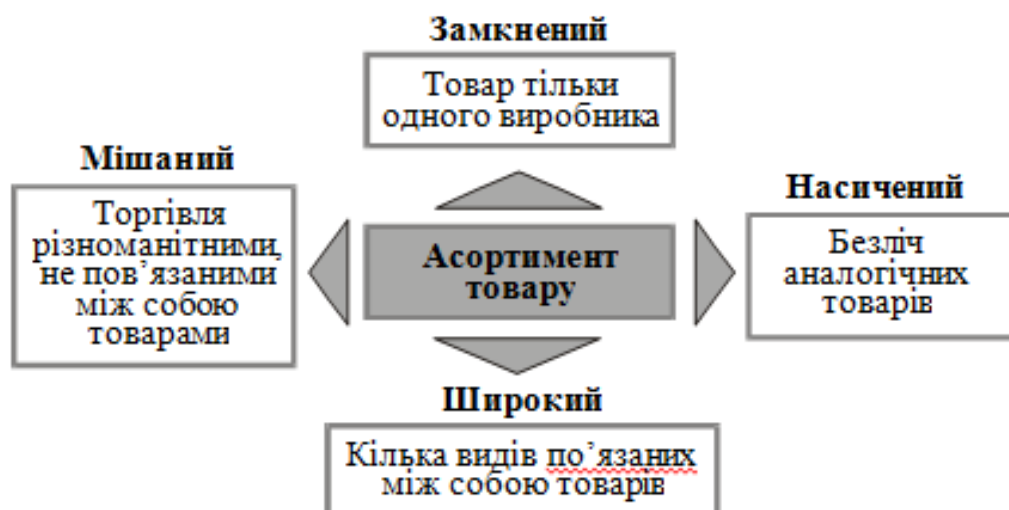 Замкнений
Товар тільки
одного виробника
Мішаний
Торгівля
різноманітними,
не пов’язаними
між собою
товарами
Асортимент
товару
Насичений
Безліч
аналогічних
товарів
Широкий
Кілька видів по’язаних
між собою товарів